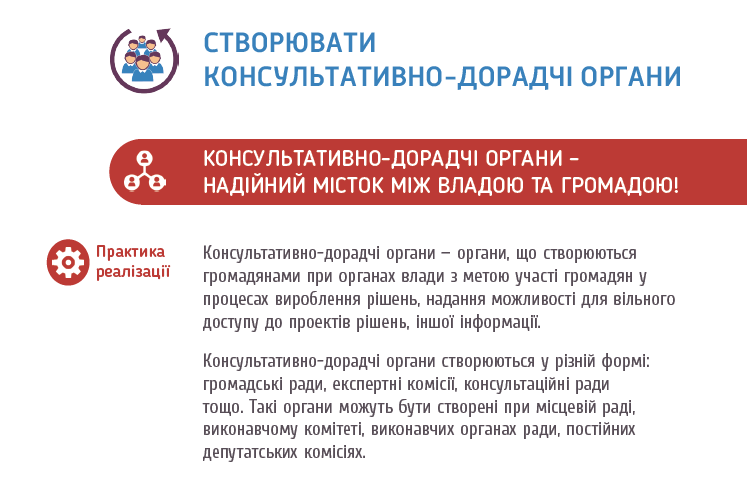 СТВОРЮВАТИ
КОНСУЛЬТАТИВНО-ДОРАДЧІ ОРГАНИ
КОНСУЛЬТАТИВНО-ДОРАДЧІ ОРГАНИ –
НАДІЙНИЙ МІСТОК МІЖ ВЛАДОЮ ТА ГРОМАДОЮ!
Практика
реалізації
Консультативно-дорадчі органи – органи, що створюються
громадянами при органах влади з метою участі громадян у
процесах вироблення рішень, надання можливості для вільного
доступу до проектів рішень, іншої інформації.
Консультативно-дорадчі органи створюються у різній формі:
громадські ради, експертні комісії, консультаційні ради
тощо. Такі органи можуть бути створені при місцевій раді,
виконавчому комітеті, виконавчих органах ради, постійних
депутатських комісіях.